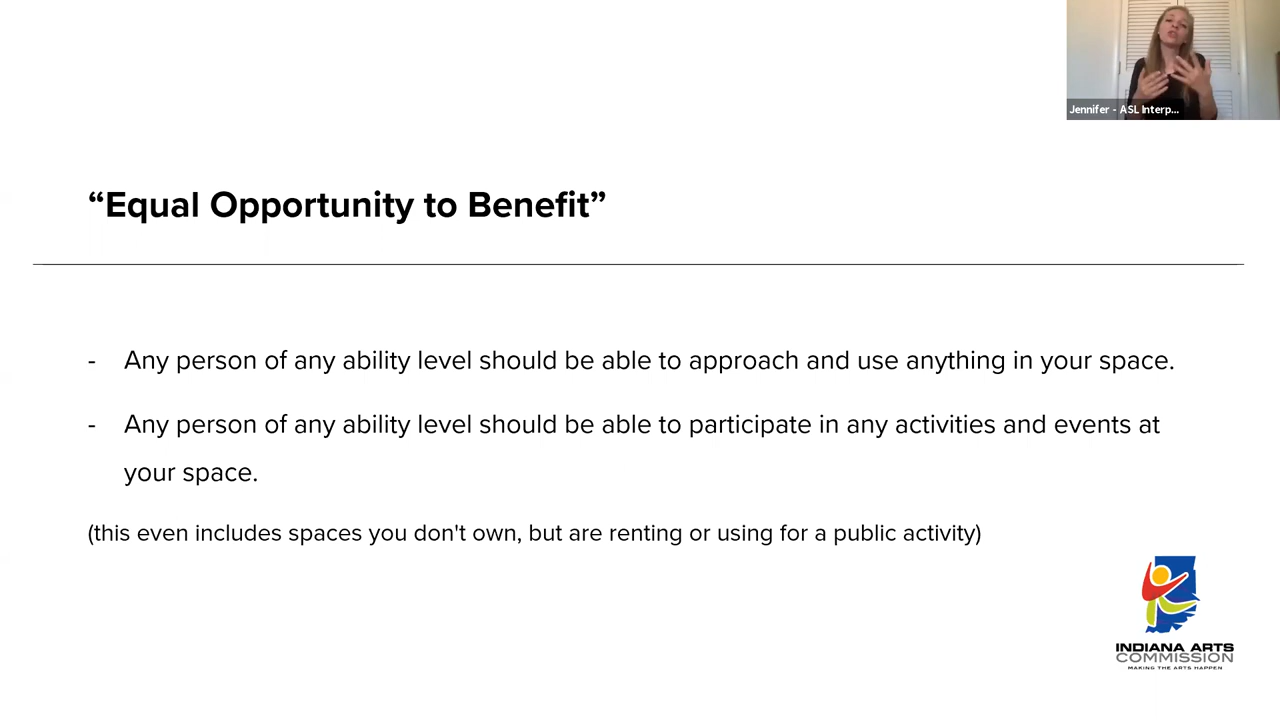 Jennifer - ASL Interp...
“Equal Opportunity to Benefit”
- Any person of any ability level should be able to approach and use anything in your space.
- Any person of any ability level should be able to participate in any activities and events at
your space.
(this even includes spaces you don't own, but are renting or using for a public activity)
INDIANA ARTS
COMMISSION
MAKING THE ARTS HAPPEN